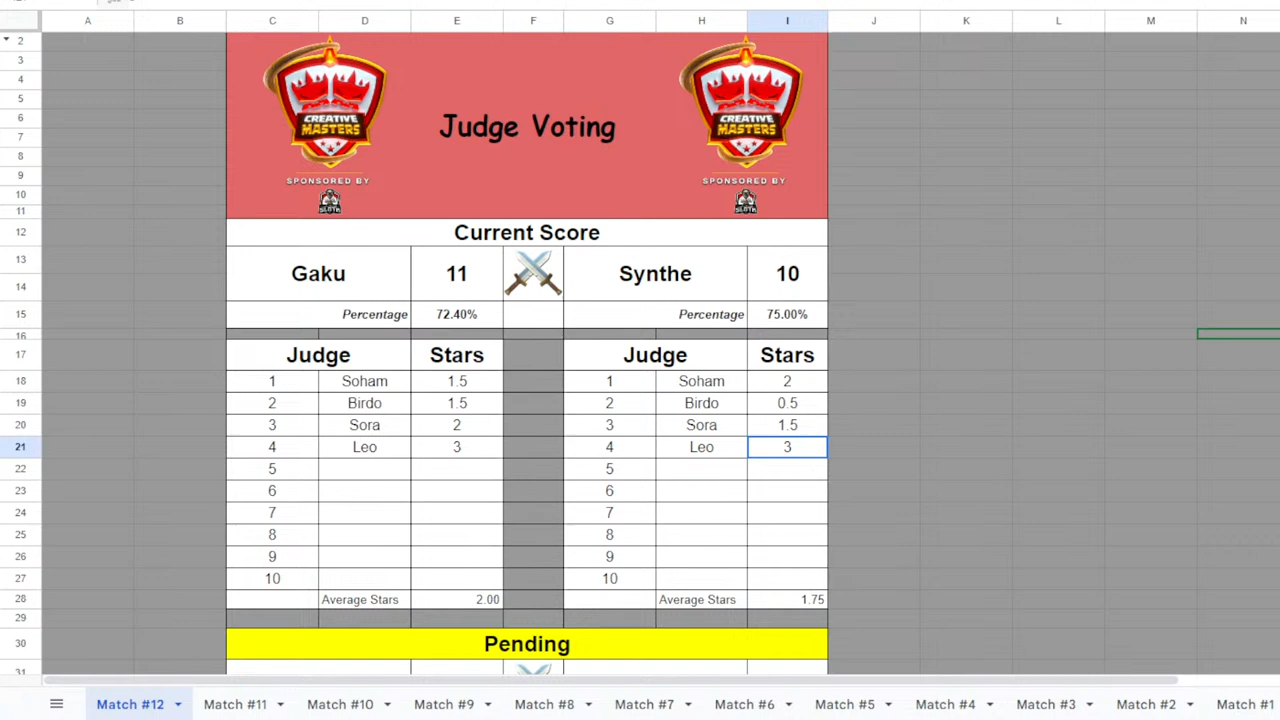 A B C D E F G H I J K L M N
2
3
4
5
6
7
8
9
10
11
CREATIVE MASTERS
CREATIVE MASTERS
Judge Voting
SPONSORED BY
SPONSORED BY
SLOTH
SLOTH
12 Current Score
13 Gaku 11 Synthe 10
14
15 Percentage 72.40% Percentage 75.00%
16
17 Judge Stars Judge Stars
18 1 Soham 1.5 1 Soham 2
19 2 Birdo 1.5 2 Birdo 0.5
20 3 Sora 2 3 Sora 1.5
21 4 Leo 3 4 Leo 3
22 5 5
23 6 6
24 7 7
25 8 8
26 9 9
27 10 10
28 Average Stars 2.00 Average Stars 1.75
29
30 Pending
31
Match #12 Match #11 Match #10 Match #9 Match #8 Match #7 Match #6 Match #5 Match #4 Match #3 Match #2 Match #1